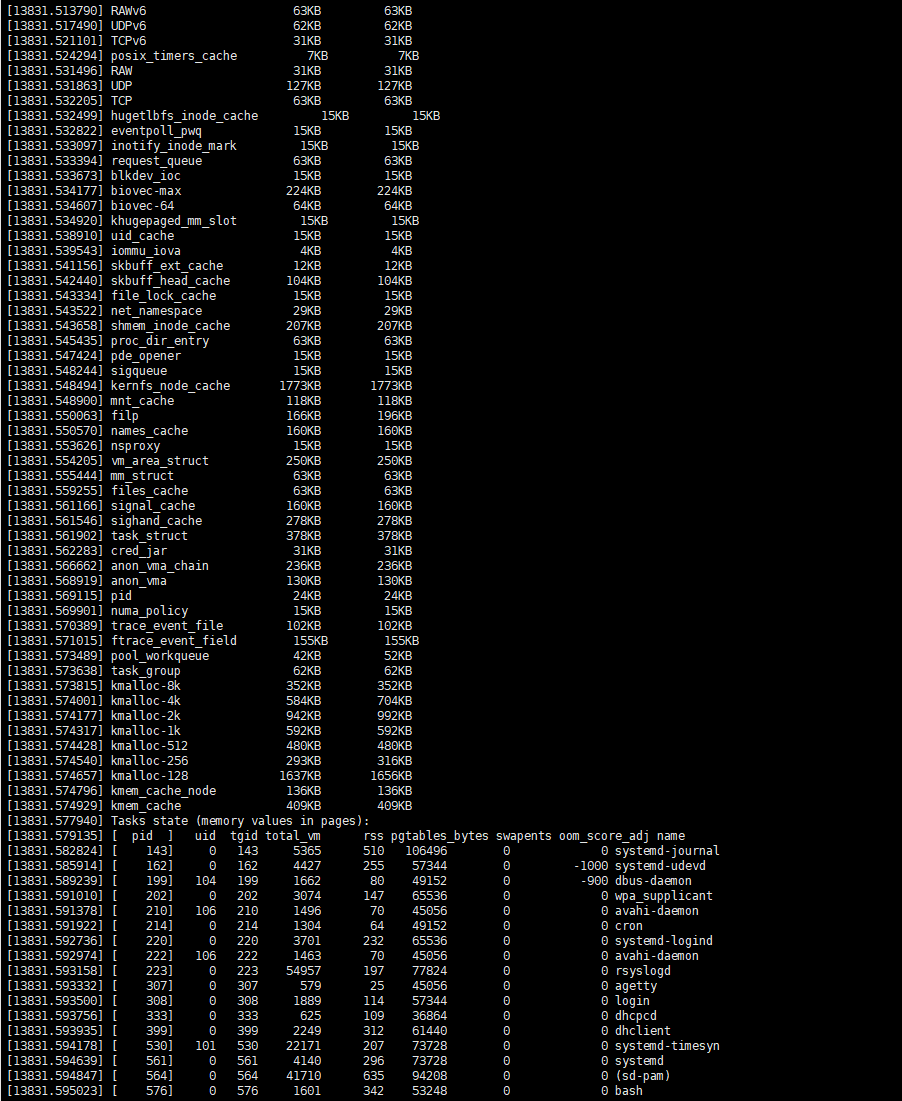 [13831.513790] RAWv6                     63KB         63KB
[13831.517490] UDPv6                     62KB         62KB
[13831.521101] TCPv6                     31KB         31KB
[13831.524294] posix_timers_cache          7KB          7KB
[13831.531496] RAW                       31KB         31KB
[13831.531863] UDP                      127KB        127KB
[13831.532205] TCP                       63KB         63KB
[13831.532499] hugetlbfs_inode_cache         15KB         15KB
[13831.532822] eventpoll_pwq             15KB         15KB
[13831.533097] inotify_inode_mark         15KB         15KB
[13831.533394] request_queue             63KB         63KB
[13831.533673] blkdev_ioc                15KB         15KB
[13831.534177] biovec-max               224KB        224KB
[13831.534607] biovec-64                 64KB         64KB
[13831.534920] khugepaged_mm_slot         15KB         15KB
[13831.538910] uid_cache                 15KB         15KB
[13831.539543] iommu_iova                 4KB          4KB
[13831.541156] skbuff_ext_cache          12KB         12KB
[13831.542440] skbuff_head_cache        104KB        104KB
[13831.543334] file_lock_cache           15KB         15KB
[13831.543522] net_namespace             29KB         29KB
[13831.543658] shmem_inode_cache        207KB        207KB
[13831.545435] proc_dir_entry            63KB         63KB
[13831.547424] pde_opener                15KB         15KB
[13831.548244] sigqueue                  15KB         15KB
[13831.548494] kernfs_node_cache       1773KB       1773KB
[13831.548900] mnt_cache                118KB        118KB
[13831.550063] filp                     166KB        196KB
[13831.550570] names_cache              160KB        160KB
[13831.553626] nsproxy                   15KB         15KB
[13831.554205] vm_area_struct           250KB        250KB
[13831.555444] mm_struct                 63KB         63KB
[13831.559255] files_cache               63KB         63KB
[13831.561166] signal_cache             160KB        160KB
[13831.561546] sighand_cache            278KB        278KB
[13831.561902] task_struct              378KB        378KB
[13831.562283] cred_jar                  31KB         31KB
[13831.566662] anon_vma_chain           236KB        236KB
[13831.568919] anon_vma                 130KB        130KB
[13831.569115] pid                       24KB         24KB
[13831.569901] numa_policy               15KB         15KB
[13831.570389] trace_event_file         102KB        102KB
[13831.571015] ftrace_event_field        155KB        155KB
[13831.573489] pool_workqueue            42KB         52KB
[13831.573638] task_group                62KB         62KB
[13831.573815] kmalloc-8k               352KB        352KB
[13831.574001] kmalloc-4k               584KB        704KB
[13831.574177] kmalloc-2k               942KB        992KB
[13831.574317] kmalloc-1k               592KB        592KB
[13831.574428] kmalloc-512              480KB        480KB
[13831.574540] kmalloc-256              293KB        316KB
[13831.574657] kmalloc-128             1637KB       1656KB
[13831.574796] kmem_cache_node          136KB        136KB
[13831.574929] kmem_cache               409KB        409KB
[13831.577940] Tasks state (memory values in pages):
[13831.579135] [  pid  ]   uid  tgid total_vm      rss pgtables_bytes swapents oom_score_adj name
[13831.582824] [    143]     0   143     5365      510   106496        0             0 systemd-journal
[13831.585914] [    162]     0   162     4427      255    57344        0         -1000 systemd-udevd
[13831.589239] [    199]   104   199     1662       80    49152        0          -900 dbus-daemon
[13831.591010] [    202]     0   202     3074      147    65536        0             0 wpa_supplicant
[13831.591378] [    210]   106   210     1496       70    45056        0             0 avahi-daemon
[13831.591922] [    214]     0   214     1304       64    49152        0             0 cron
[13831.592736] [    220]     0   220     3701      232    65536        0             0 systemd-logind
[13831.592974] [    222]   106   222     1463       70    45056        0             0 avahi-daemon
[13831.593158] [    223]     0   223    54957      197    77824        0             0 rsyslogd
[13831.593332] [    307]     0   307      579       25    45056        0             0 agetty
[13831.593500] [    308]     0   308     1889      114    57344        0             0 login
[13831.593756] [    333]     0   333      625      109    36864        0             0 dhcpcd
[13831.593935] [    399]     0   399     2249      312    61440        0             0 dhclient
[13831.594178] [    530]   101   530    22171      207    73728        0             0 systemd-timesyn
[13831.594639] [    561]     0   561     4140      296    73728        0             0 systemd
[13831.594847] [    564]     0   564    41710      635    94208        0             0 (sd-pam)
[13831.595023] [    576]     0   576     1601      342    53248        0             0 bash